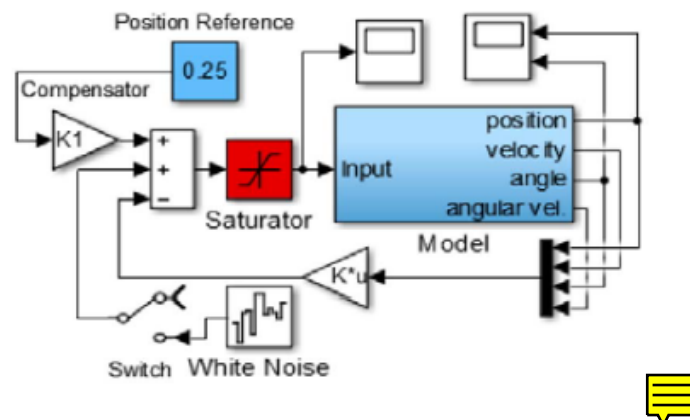 Position Reference
0.25
Compensator
K1
+
+
−
Saturator
Input
position
velocity
angle
angular vel.
Model
K*u
Switch
White Noise